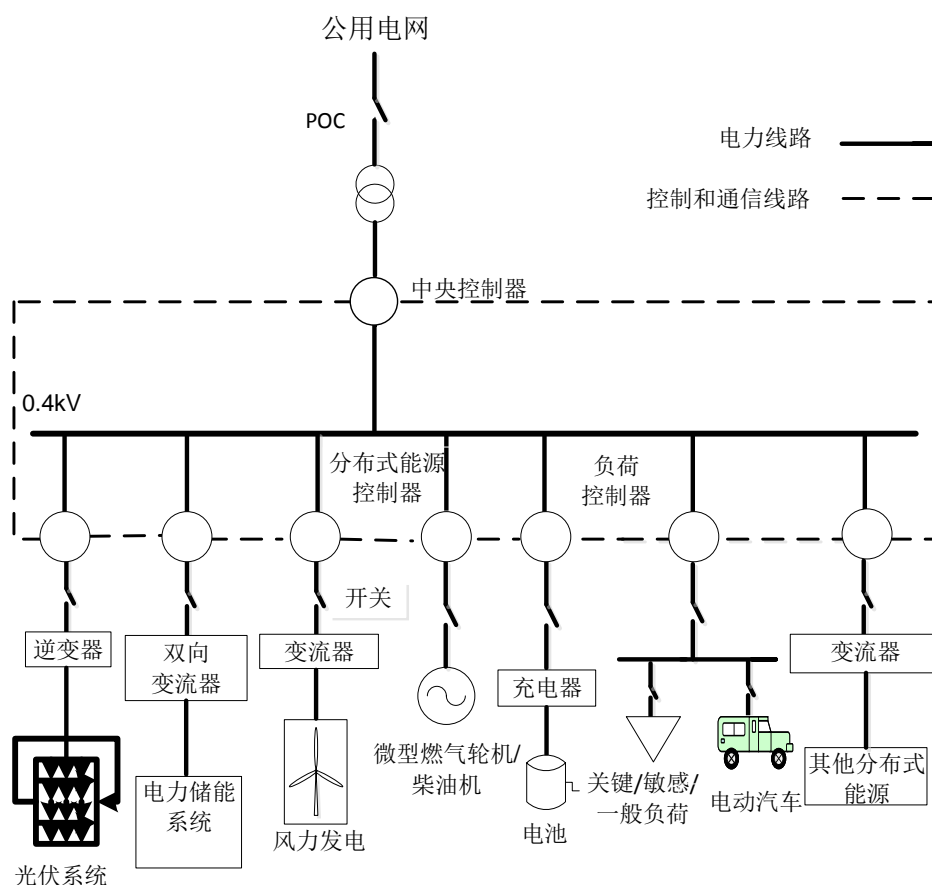 公用电网
POC
电力线路
控制和通信线路
中央控制器
0.4kV
分布式能源
控制器
负荷
控制器
开关
逆变器
双向
变流器
变流器
充电器
变流器
微型燃气轮机/
柴油机
关键/敏感/
一般负荷
电动汽车
其他分布式
能源
电力储能
系统
风力发电
电池
光伏系统